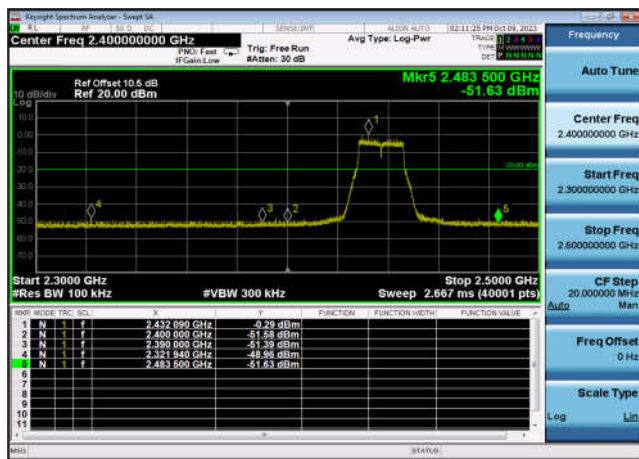 Keysight Spectrum Analyzer - Swept SA
RL RF 50 Ω DC SENSE:INT ALIGN AUTO 02:11:25 PM Oct 09, 2023
Center Freq 2.400000000 GHz
PNO: Fast
IFGain:Low
Trig: Free Run
#Atten: 30 dB
Avg Type: Log-Pwr
TRACE 1 2 3 4 5 6
TYPE M WWWWW
DET P N N N N N
Frequency
Auto Tune
Center Freq
2.400000000 GHz
Start Freq
2.300000000 GHz
Stop Freq
2.500000000 GHz
CF Step
20.000000 MHz
Auto Man
Freq Offset
0 Hz
Scale Type
Log Lin
Mkr5 2.483 500 GHz
-51.63 dBm
Ref Offset 10.5 dB
10 dB/div Ref 20.00 dBm
Log
10.0
0.00
-10.0
-20.0
-30.0
-40.0
-50.0
-60.0
-70.0
1
2
3
4
5
Start 2.3000 GHz Stop 2.5000 GHz
#Res BW 100 kHz #VBW 300 kHz Sweep 2.667 ms (40001 pts)
MKR MODE TRC SCL X Y FUNCTION FUNCTION WIDTH FUNCTION VALUE
1 N 1 f 2.432 090 GHz -0.29 dBm
2 N 1 f 2.400 000 GHz -51.58 dBm
3 N 1 f 2.390 000 GHz -51.39 dBm
4 N 1 f 2.321 940 GHz -48.96 dBm
5 N 1 f 2.483 500 GHz -51.63 dBm
6
7
8
9
10
11
MSG STATUS